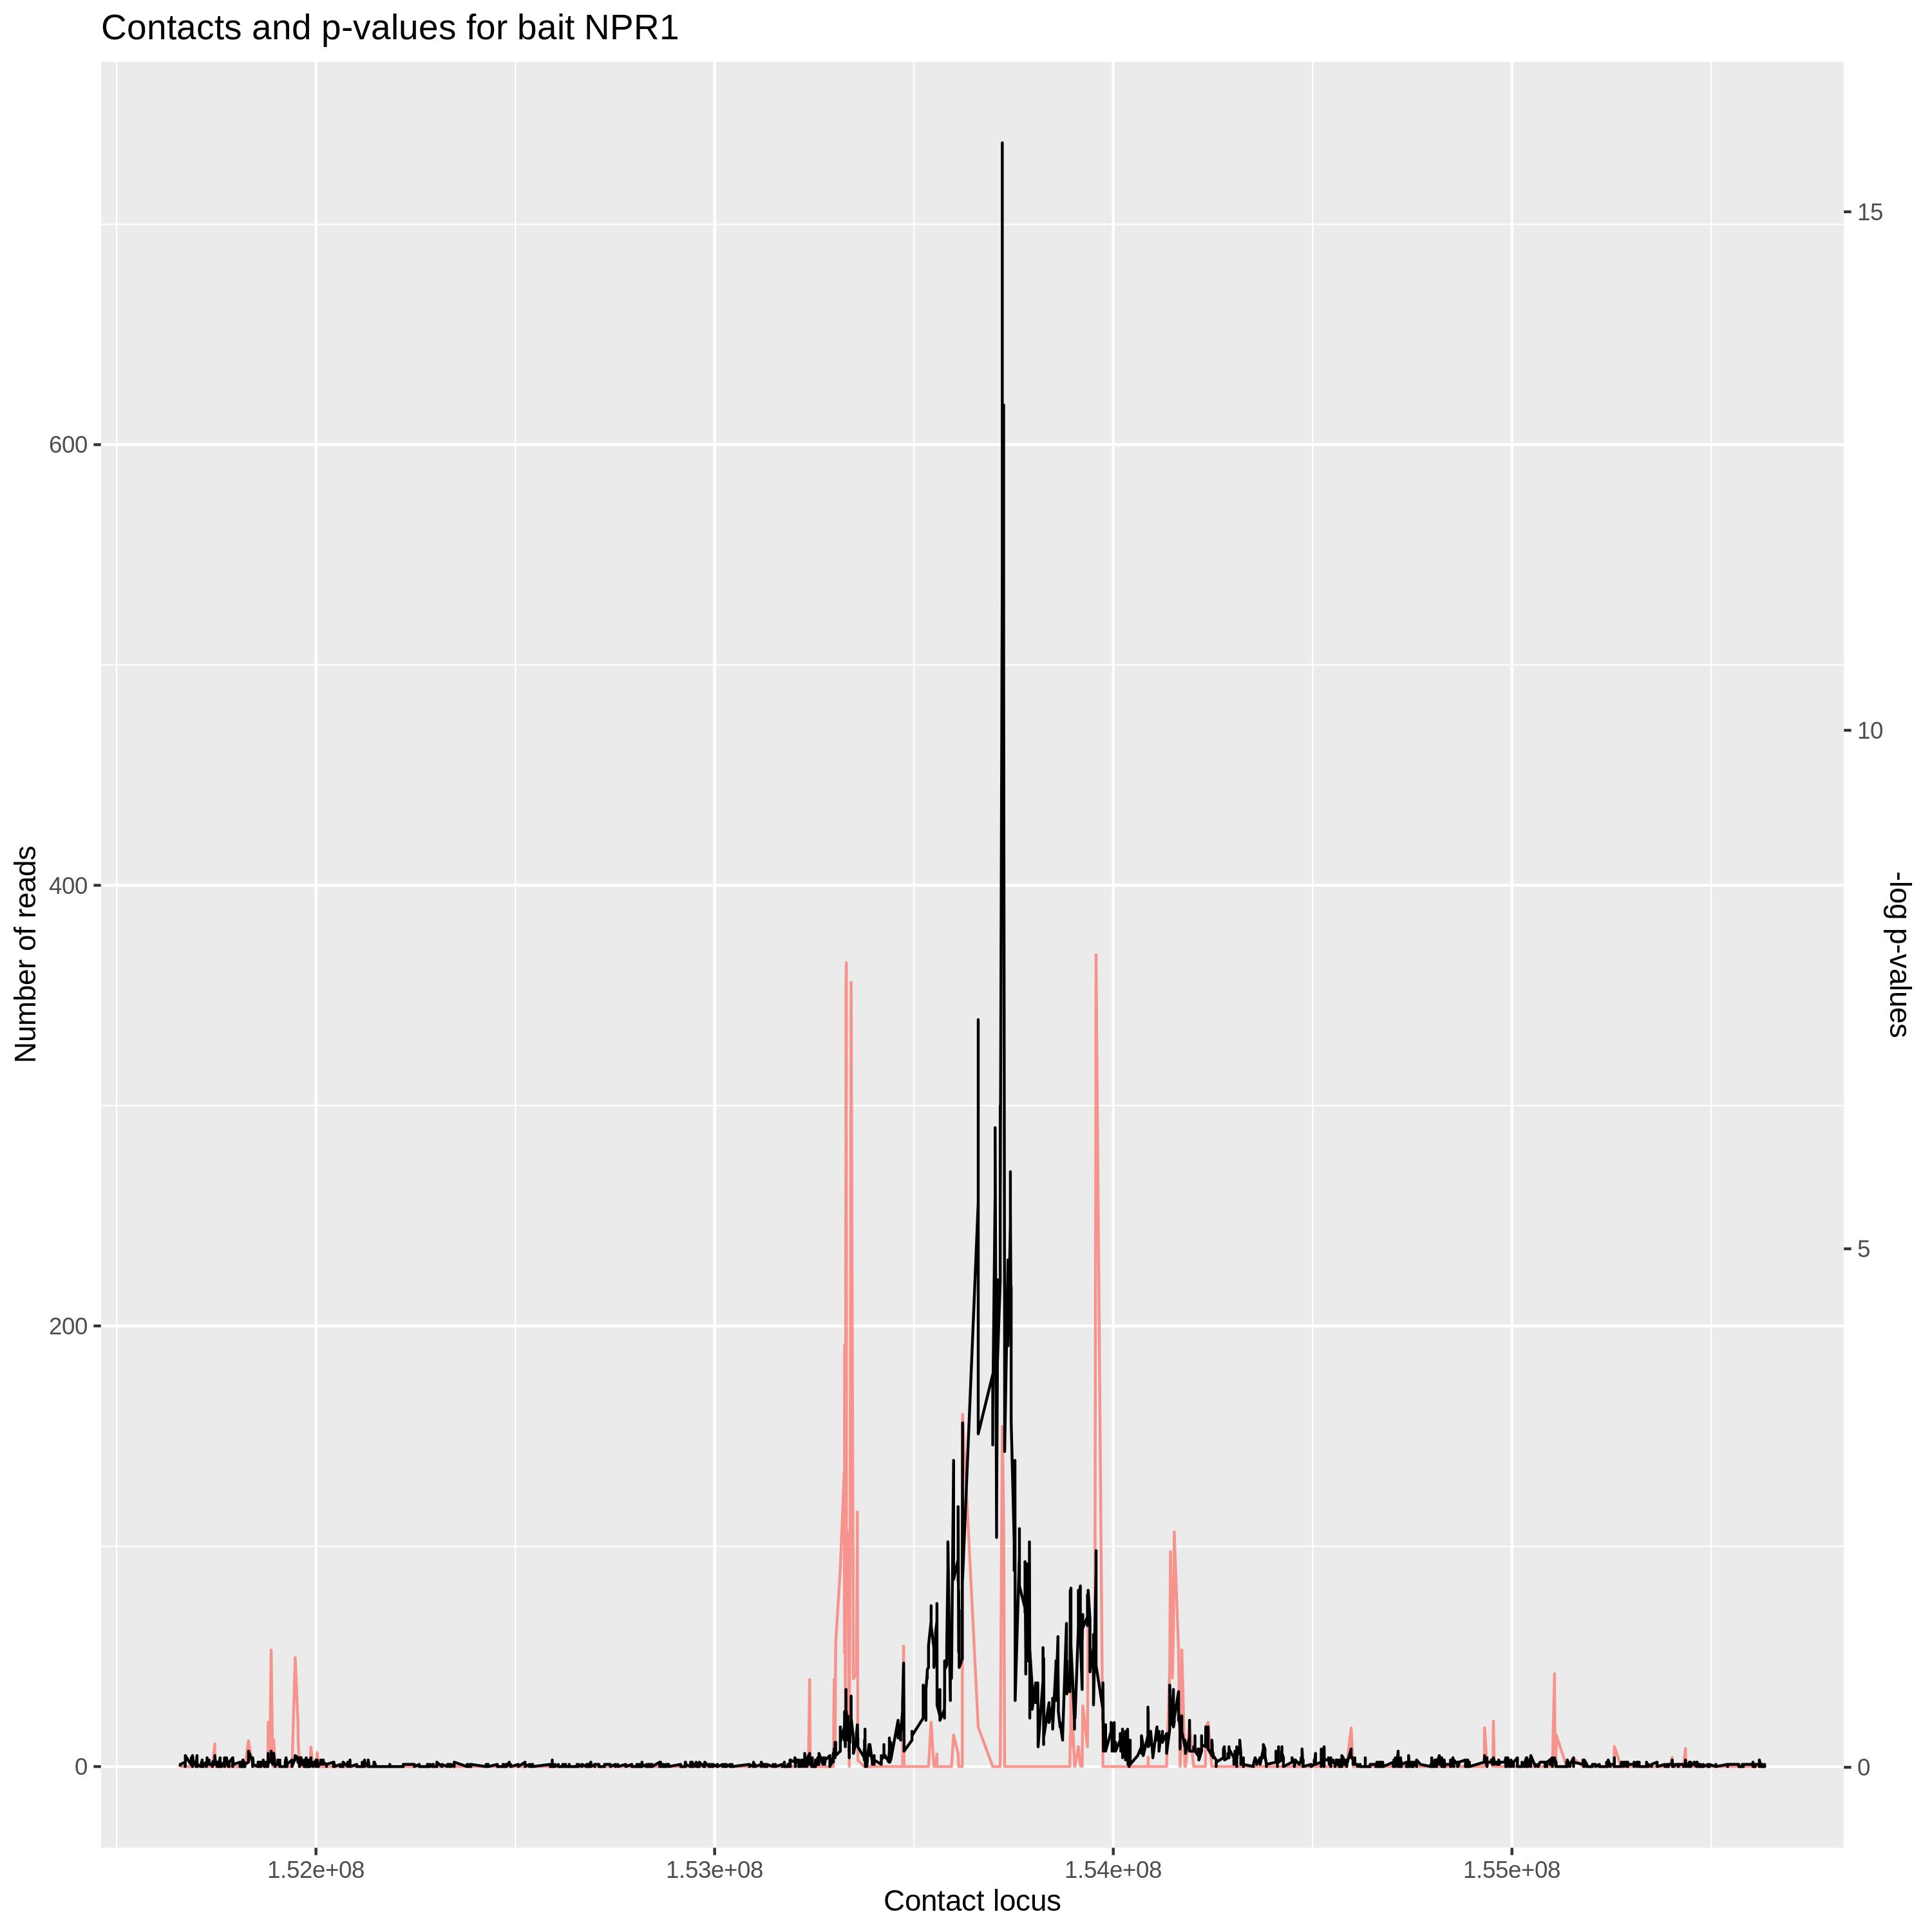 Contacts and p-values for bait NPR1
Number of reads
600
400
200
0
15
10
5
0
-log p-values
1.52e+08
1.53e+08
1.54e+08
1.55e+08
Contact locus